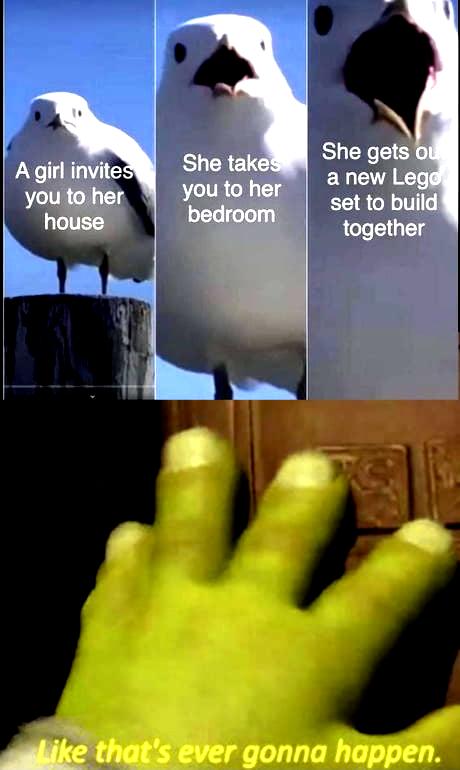 A girl invites
you to her
house
She takes
you to her
bedroom
She gets ou
a new Lego
set to build
together
Like that's ever gonna happen.